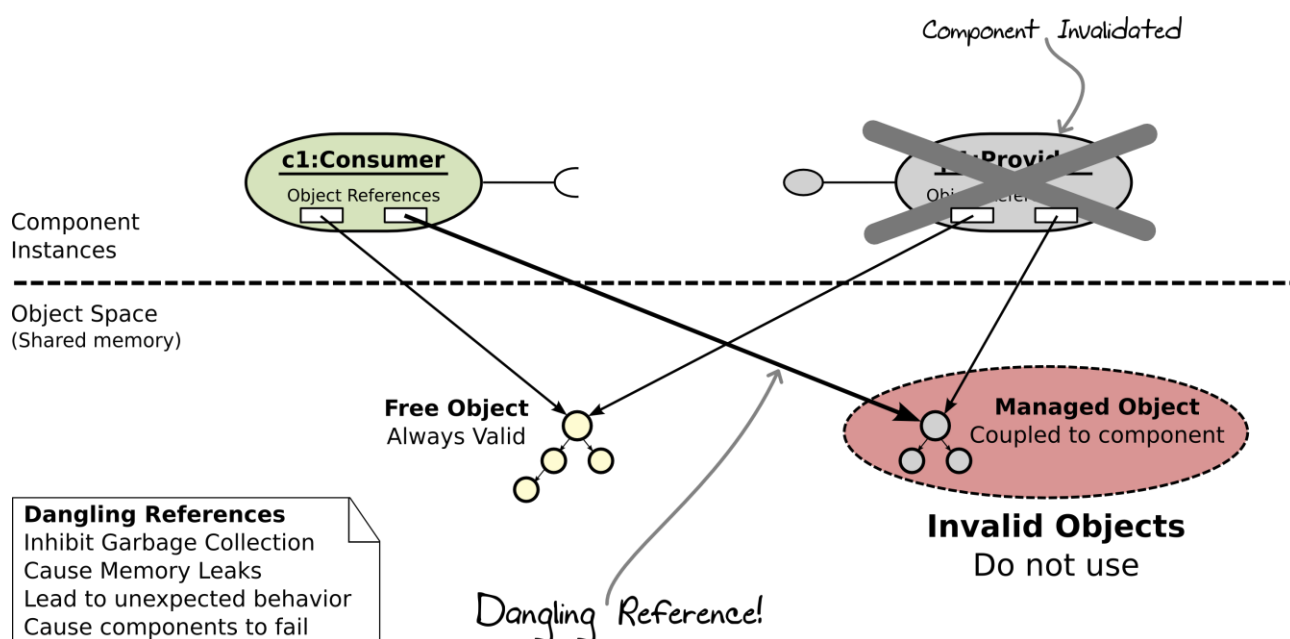 Component Invalidated
c1:Consumer
Object References
Component
Instances
Object Space
(Shared memory)
Free Object
Always Valid
Managed Object
Coupled to component
Invalid Objects
Do not use
Dangling References
Inhibit Garbage Collection
Cause Memory Leaks
Lead to unexpected behavior
Cause components to fail
Dangling Reference!